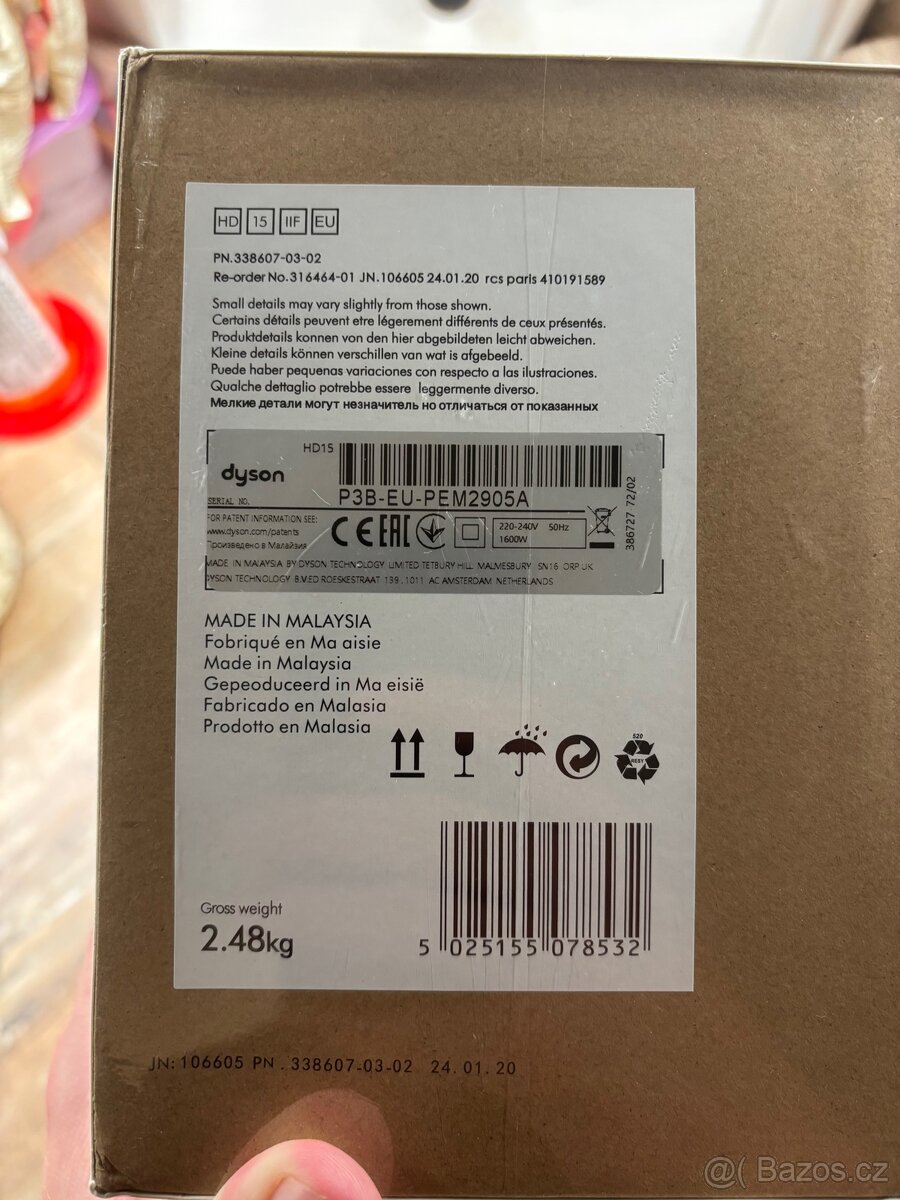 HD 15 IIF EU
PN.338607-03-02
Re-order No.316464-01 JN.106605 24.01.20 rcs paris 410191589
Small details may vary slightly from those shown.
Certains détails peuvent etre légerement différents de ceux présentés.
Produktdetails konnen von den hier abgebildeten leicht abweichen.
Kleine details können verschillen van wat is afgebeeld.
Puede haber pequenas variaciones con respecto a las ilustraciones.
Qualche dettaglio potrebbe essere leggermente diverso.
Мелкие детали могут незначитель но отличаться от показанных
HD15
dyson
SERIAL NO.
P3B-EU-PEM2905A
FOR PATENT INFORMATION SEE:
www.dyson.com/patents
Произведено в Малайзия
CE EAC
220-240V 50Hz
1600W
386727 72/02
MADE IN MALAYSIA BY DYSON TECHNOLOGY LIMITED TETBURY HILL MALMESBURY SN16 ORP UK
DYSON TECHNOLOGY B.V.ED ROESKESTRAAT 139,1011 AC AMSTERDAM NETHERLANDS
MADE IN MALAYSIA
Fabriqué en Ma aisie
Made in Malaysia
Gepeoduceerd in Ma eisië
Fabricado en Malasia
Prodotto en Malasia
520
RESY
Gross weight
2.48kg
5 025155 078532
JN: 106605 PN . 338607-03-02 24.01.20
@( Bazos.cz